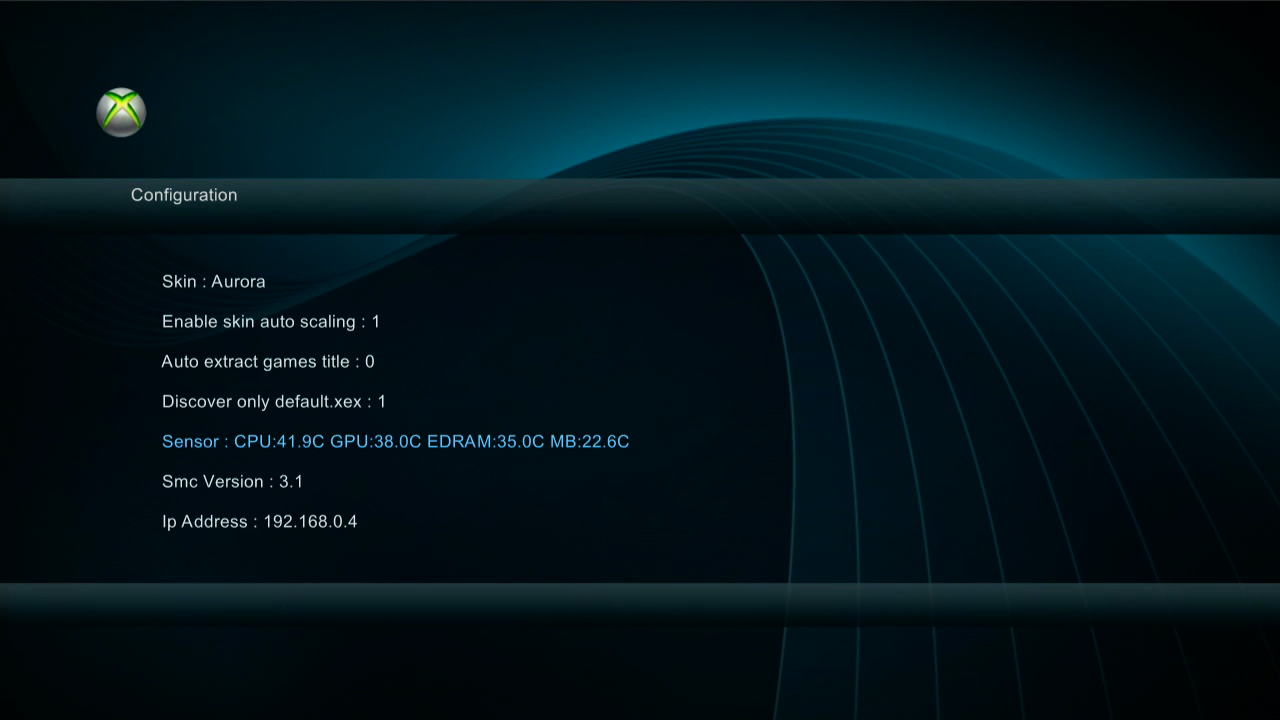 Configuration
Skin : Aurora
Enable skin auto scaling : 1
Auto extract games title : 0
Discover only default.xex : 1
Sensor : CPU:41.9C GPU:38.0C EDRAM:35.0C MB:22.6C
Smc Version : 3.1
Ip Address : 192.168.0.4